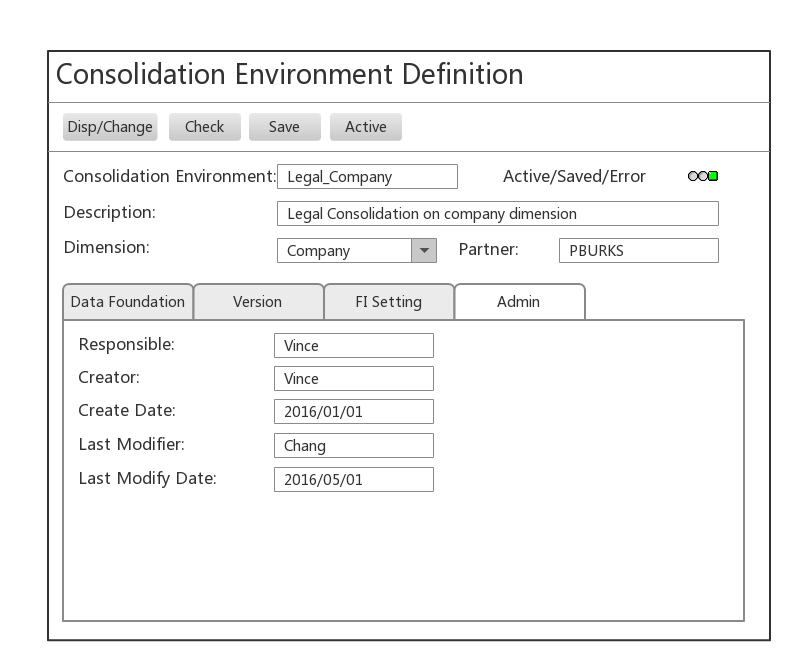 Consolidation Environment Definition
Disp/Change Check Save Active
Consolidation Environment: Legal_Company Active/Saved/Error
Description: Legal Consolidation on company dimension
Dimension: Company Partner: PBURKS
Data Foundation Version FI Setting Admin
Responsible: Vince
Creator: Vince
Create Date: 2016/01/01
Last Modifier: Chang
Last Modify Date: 2016/05/01